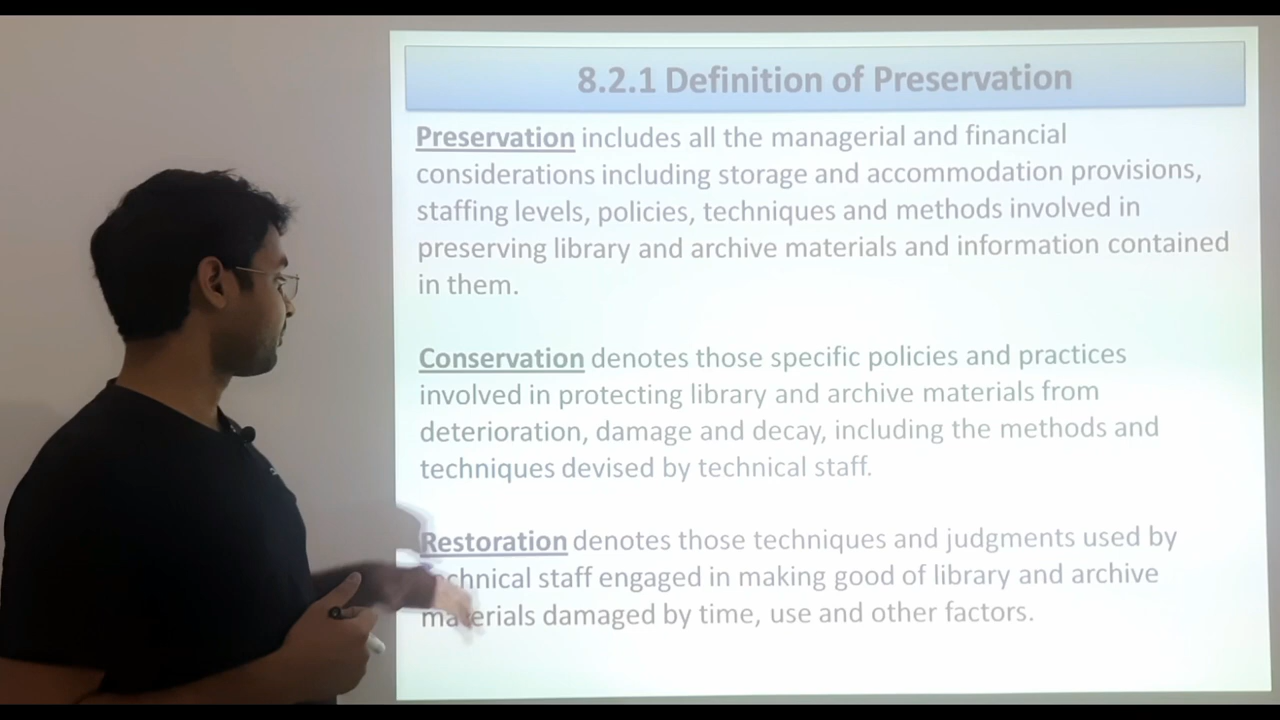 8.2.1 Definition of Preservation
Preservation includes all the managerial and financial
considerations including storage and accommodation provisions,
staffing levels, policies, techniques and methods involved in
preserving library and archive materials and information contained
in them.
Conservation denotes those specific policies and practices
involved in protecting library and archive materials from
deterioration, damage and decay, including the methods and
techniques devised by technical staff.
Restoration denotes those techniques and judgments used by
technical staff engaged in making good of library and archive
materials damaged by time, use and other factors.